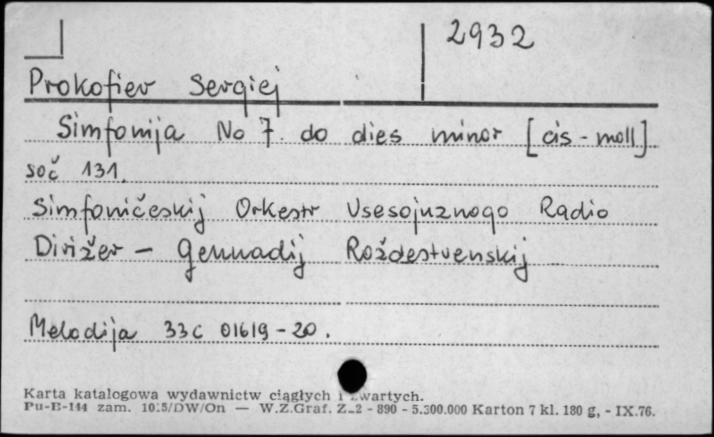 2932
Prokofiev Sergiej
Simfonija No 7. do dies minor [cis - moll]
soč 131.
Simfoničeskij Orkestr Vsesojuznogo Radio
Dirižer - Gennadij Roždestvenskij
Melodija 33c 01619-20.
Karta katalogowa wydawnictw ciągłych i zwartych.
Pu-B-144 zam. 1015/DW/On — W.Z.Graf. Z-2 - 890 - 5.300.000 Karton 7 kl. 180 g, - IX.76.